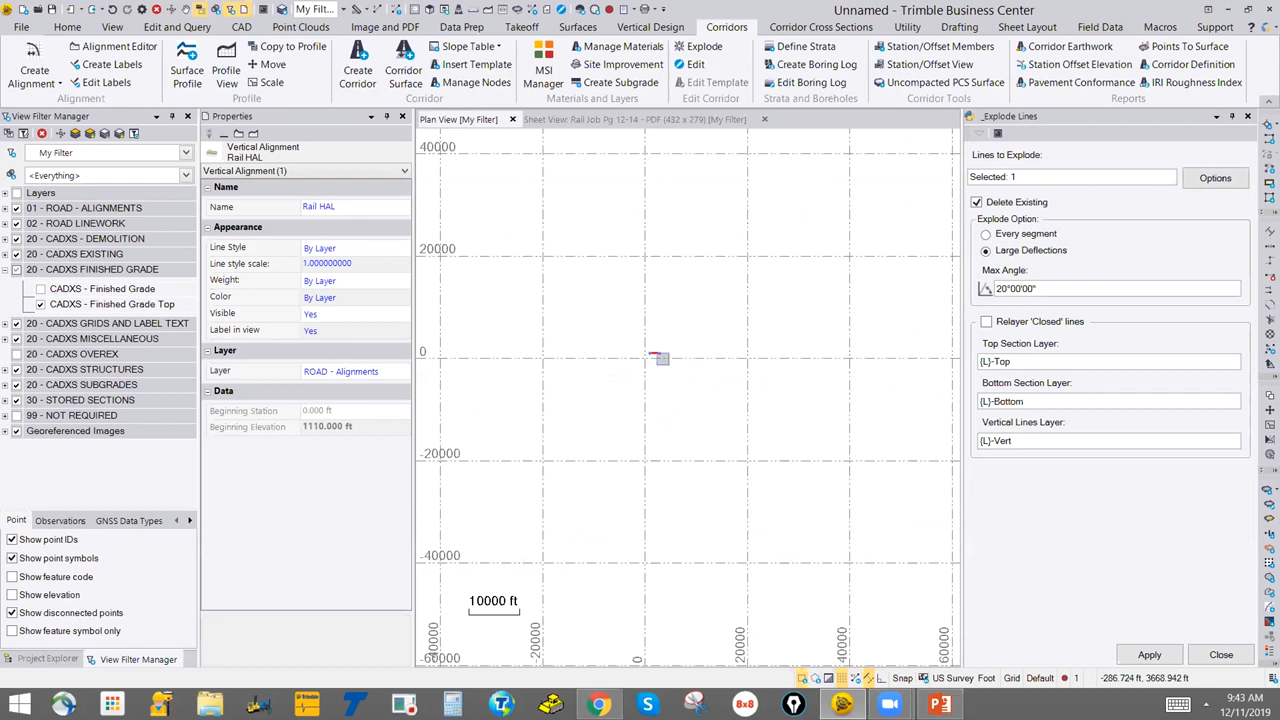 My Filt...
Unnamed - Trimble Business Center
File
Home
View and Query
CAD
Point Clouds
Image and PDF
Data Prep
Takeoff
Surfaces
Vertical Design
Corridors
Corridor Cross Sections
Utility
Drafting
Sheet Layout
Field Data
Macros
Support
Create Alignment
Alignment Editor
Create Labels
Edit Labels
Alignment
Surface Profile
Profile View
Copy to Profile
Move
Scale
Profile
Create Corridor
Corridor Surface
Slope Table
Insert Template
Manage Nodes
Corridor
MSI Manager
Manage Materials
Site Improvement
Create Subgrade
Materials and Layers
Explode
Edit
Edit Template
Edit Corridor
Define Strata
Create Boring Log
Edit Boring Log
Strata and Boreholes
Station/Offset Members
Station/Offset View
Uncompacted PCS Surface
Corridor Tools
Corridor Earthwork
Station Offset Elevation
Pavement Conformance
Points To Surface
Corridor Definition
IRI Roughness Index
Reports
View Filter Manager
My Filter
<Everything>
Layers
01 - ROAD - ALIGNMENTS
02 - ROAD LINEWORK
20 - CADXS - DEMOLITION
20 - CADXS EXISTING
20 - CADXS FINISHED GRADE
CADXS - Finished Grade
CADXS - Finished Grade Top
20 - CADXS GRIDS AND LABEL TEXT
20 - CADXS MISCELLANEOUS
20 - CADXS OVEREX
20 - CADXS STRUCTURES
20 - CADXS SUBGRADES
30 - STORED SECTIONS
99 - NOT REQUIRED
Georeferenced Images
Point
Observations
GNSS Data Types
Show point IDs
Show point symbols
Show feature code
Show elevation
Show disconnected points
Show feature symbol only
Project Explorer
View Filter Manager
Properties
Vertical Alignment
Rail HAL
Vertical Alignment (1)
Name
Name Rail HAL
Appearance
Line Style By Layer
Line style scale: 1.000000000
Weight: By Layer
Color By Layer
Visible Yes
Label in view Yes
Layer
Layer ROAD - Alignments
Data
Beginning Station 0.000 ft
Beginning Elevation 1110.000 ft
Plan View [My Filter]
Sheet View: Rail Job Pg 12-14 - PDF (432 x 279) [My Filter]
40000
20000
0
-20000
-40000
-60000
10000 ft
-20000
0
20000
40000
60000
_Explode Lines
Lines to Explode:
Selected: 1
Options
Delete Existing
Explode Option:
Every segment
Large Deflections
Max Angle:
20°00'00"
Relayer 'Closed' lines
Top Section Layer:
{L}-Top
Bottom Section Layer:
{L}-Bottom
Vertical Lines Layer:
{L}-Vert
Apply
Close
Snap
US Survey Foot
Grid
Default
1
-286.724 ft, 3668.942 ft
8x8
9:43 AM
12/11/2019